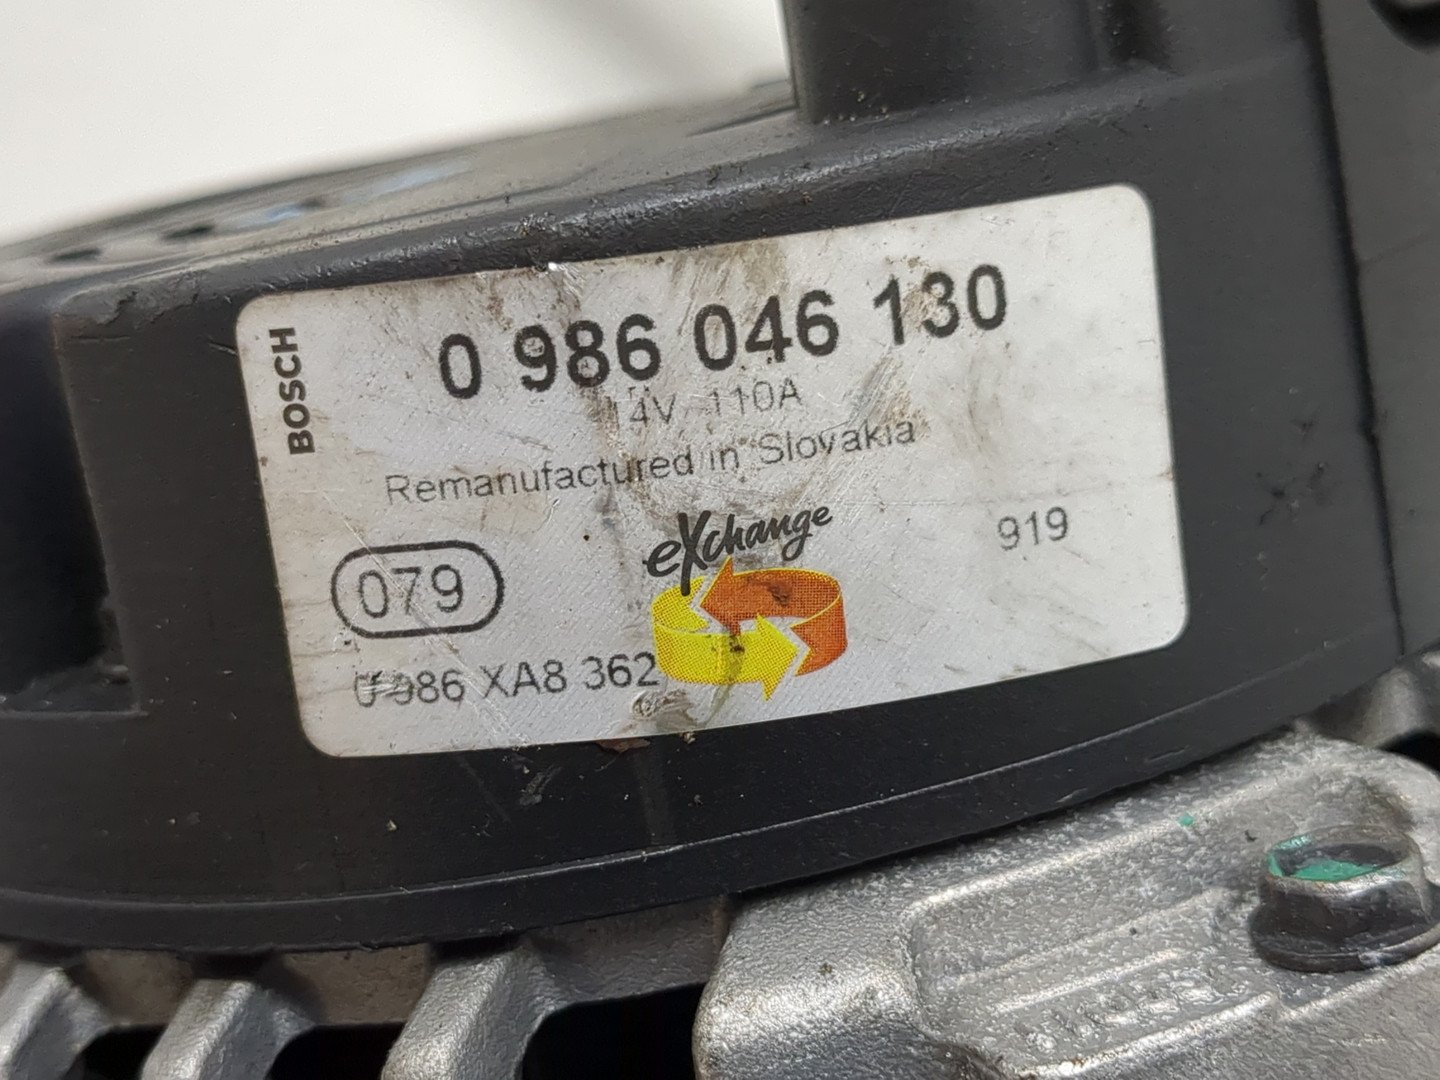 BOSCH
0 986 046 130
14V 110A
Remanufactured in Slovakia
eXchange
919
079
0 986 XA8 362